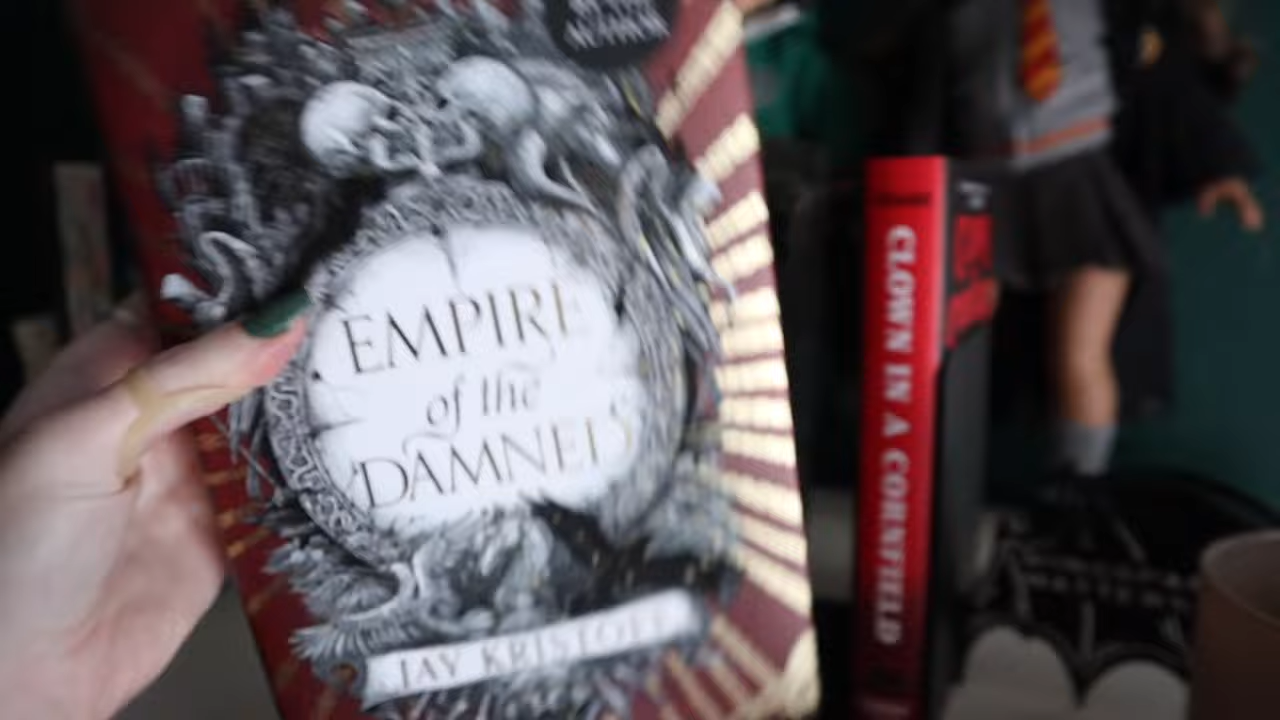 EMPIRE
of the
DAMNED
JAY KRISTOFF
CLOWN IN A CORNFIELD